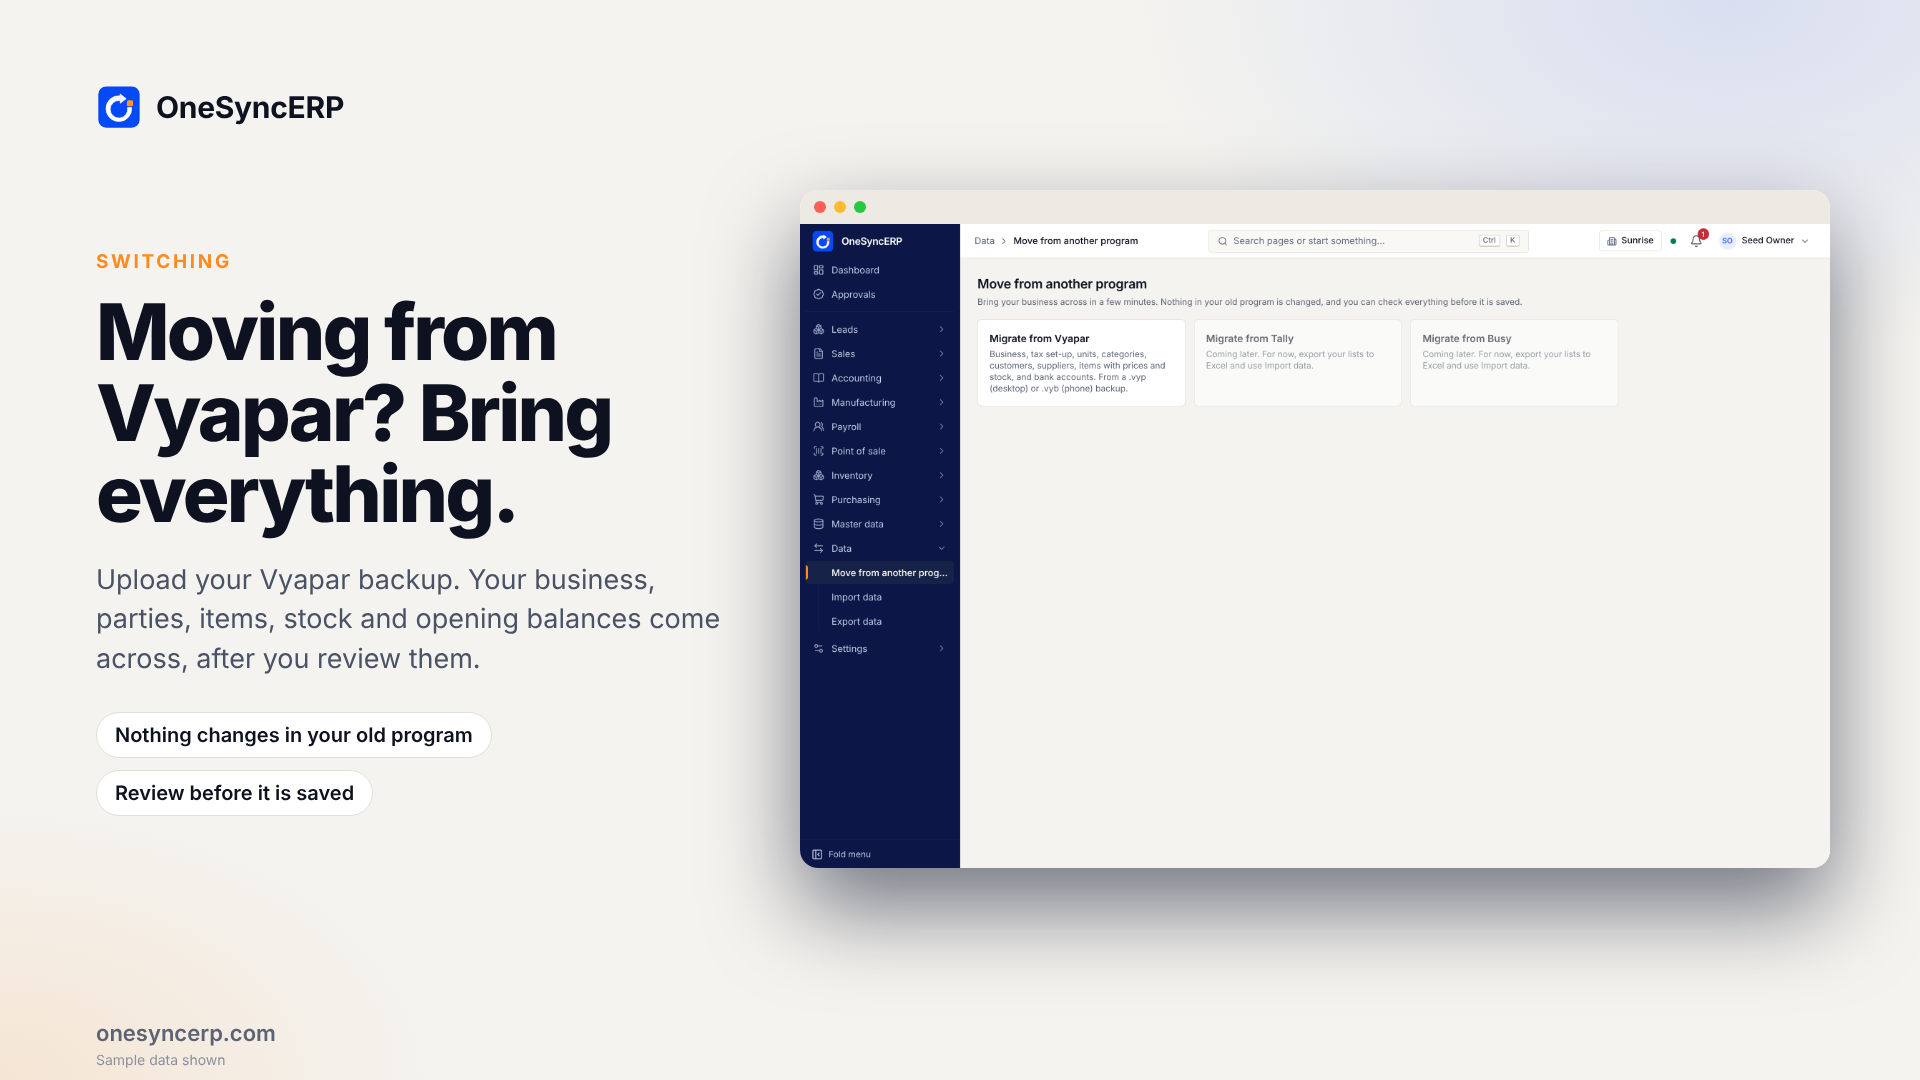 OneSyncERP
SWITCHING
Moving from
Vyapar? Bring
everything.
Upload your Vyapar backup. Your business,
parties, items, stock and opening balances come
across, after you review them.
Nothing changes in your old program
Review before it is saved
onesyncerp.com
Sample data shown
OneSyncERP
Dashboard
Approvals
Leads
Sales
Accounting
Manufacturing
Payroll
Point of sale
Inventory
Purchasing
Master data
Data
Move from another prog...
Import data
Export data
Settings
Fold menu
Data > Move from another program
Search pages or start something...
Ctrl K
Sunrise
1
SO Seed Owner
Move from another program
Bring your business across in a few minutes. Nothing in your old program is changed, and you can check everything before it is saved.
Migrate from Vyapar
Business, tax set-up, units, categories,
customers, suppliers, items with prices and
stock, and bank accounts. From a .vyp
(desktop) or .vyb (phone) backup.
Migrate from Tally
Coming later. For now, export your lists to
Excel and use Import data.
Migrate from Busy
Coming later. For now, export your lists to
Excel and use Import data.